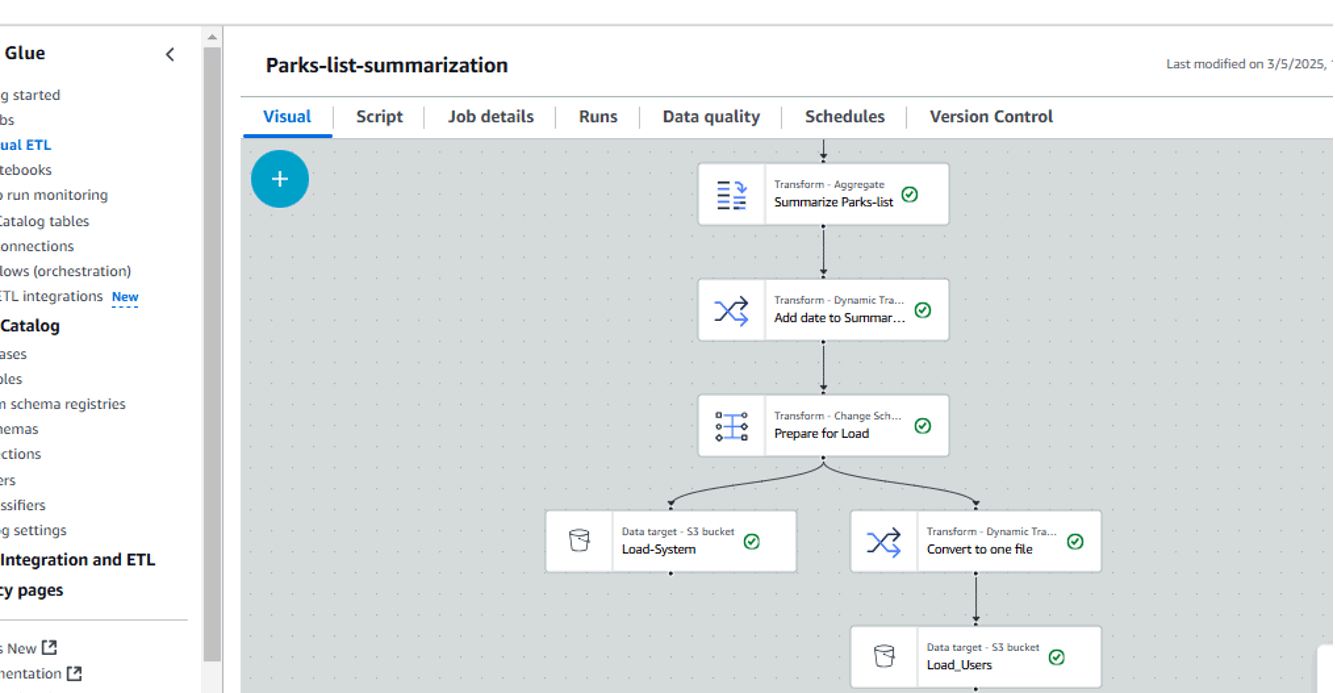 Glue
g started
bs
ual ETL
tebooks
o run monitoring
Catalog tables
onnections
lows (orchestration)
ETL integrations New
Catalog
ases
bles
m schema registries
hemas
ections
ers
ssifiers
og settings
Integration and ETL
cy pages
s New
mentation
Parks-list-summarization
Last modified on 3/5/2025, 1
Visual
Script
Job details
Runs
Data quality
Schedules
Version Control
+
Transform - Aggregate
Summarize Parks-list
Transform - Dynamic Tra...
Add date to Summar...
Transform - Change Sch...
Prepare for Load
Data target - S3 bucket
Load-System
Transform - Dynamic Tra...
Convert to one file
Data target - S3 bucket
Load_Users